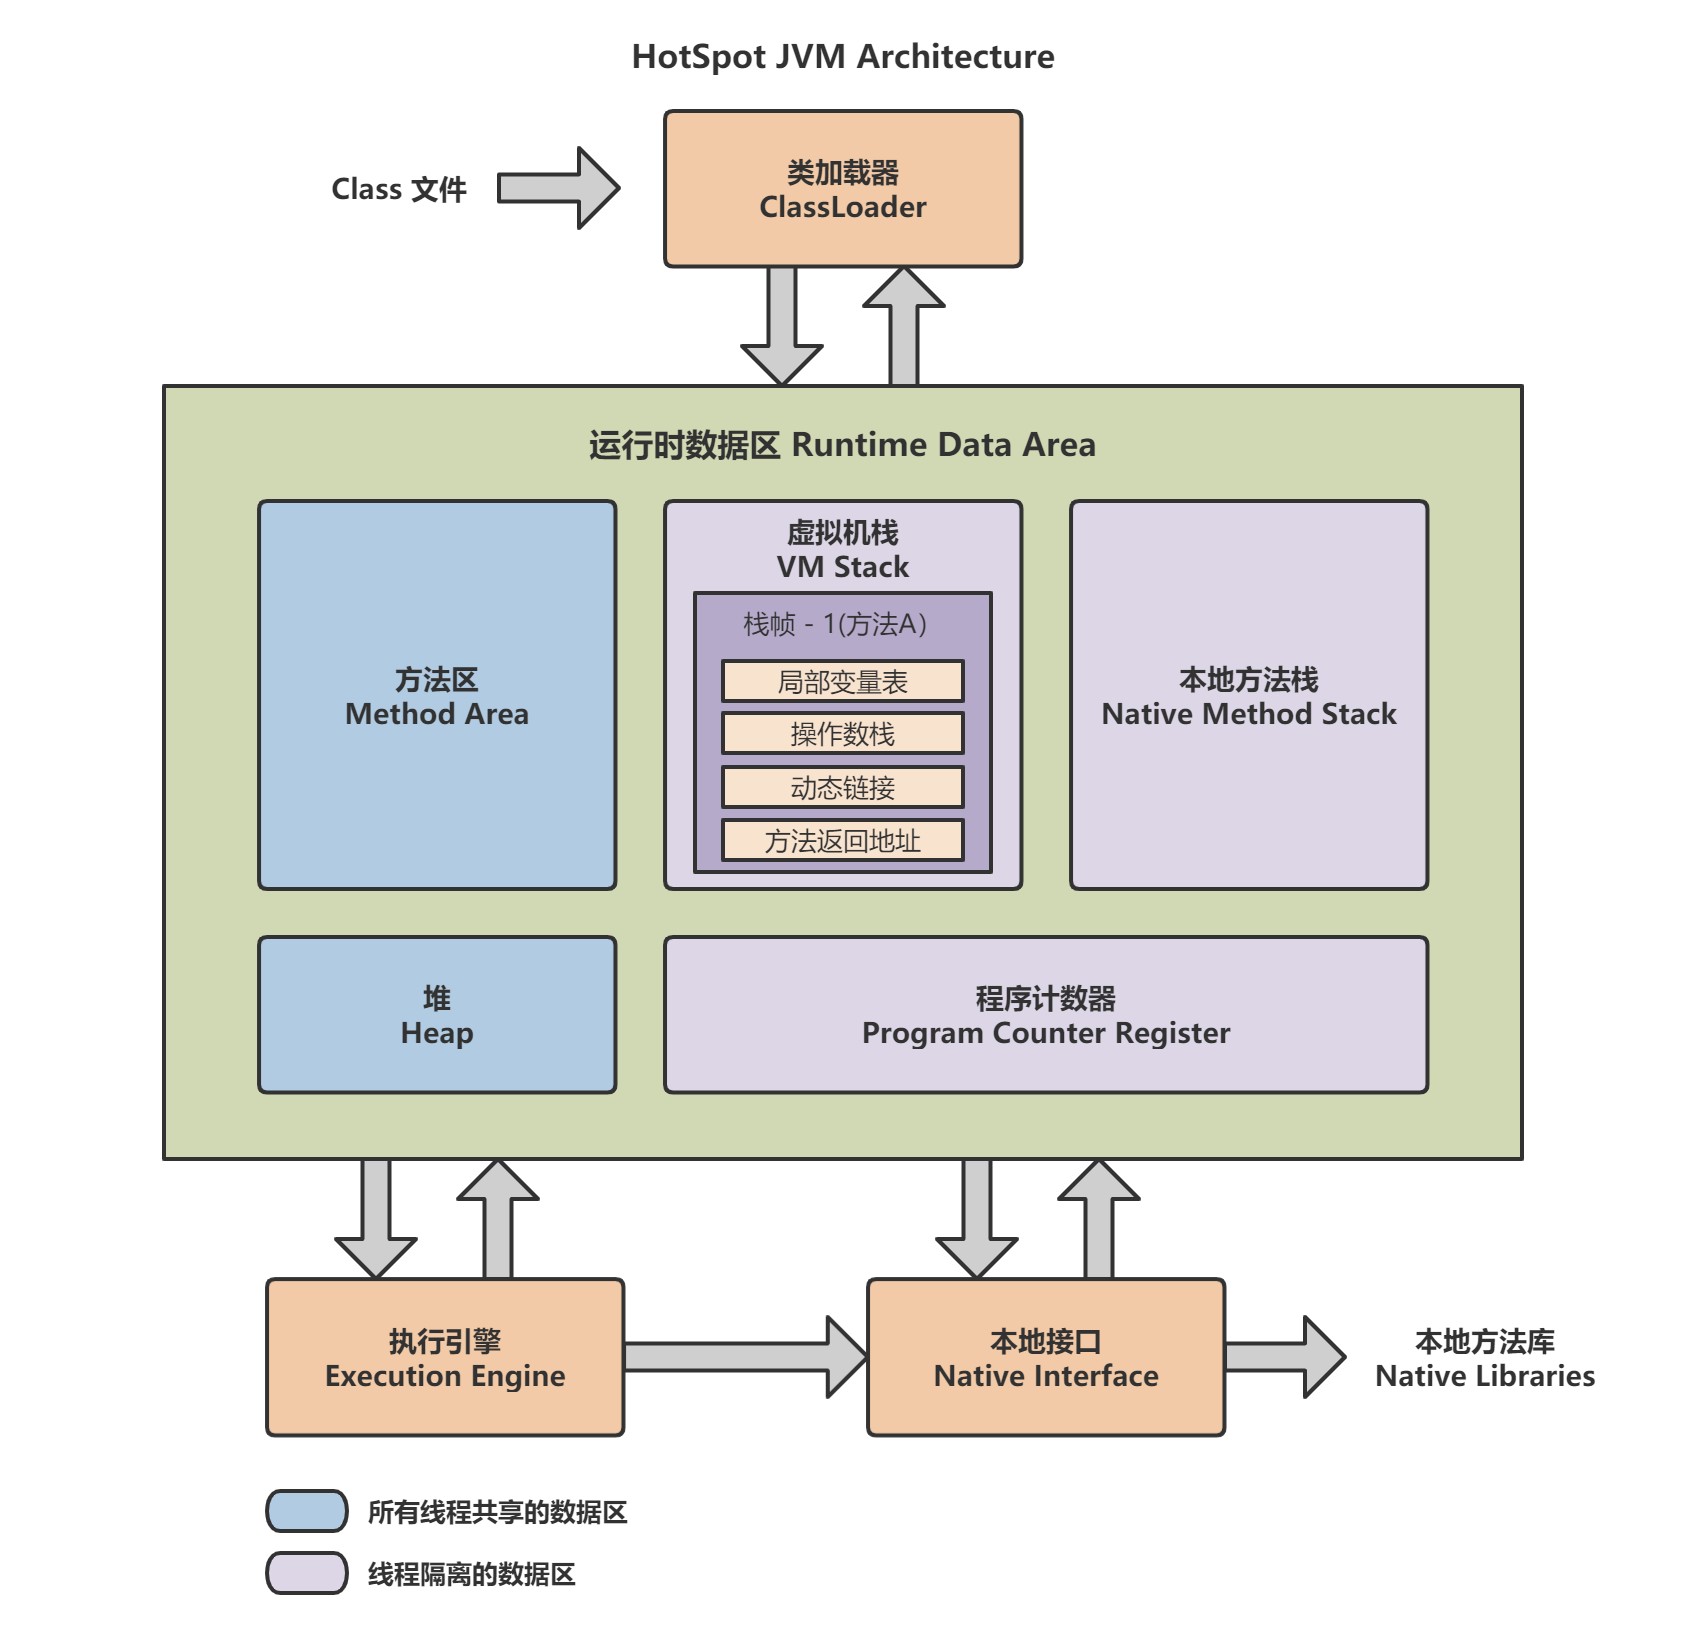 HotSpot JVM Architecture
Class 文件
类加载器
ClassLoader
运行时数据区 Runtime Data Area
方法区
Method Area
虚拟机栈
VM Stack
栈帧 - 1(方法A)
局部变量表
操作数栈
动态链接
方法返回地址
本地方法栈
Native Method Stack
堆
Heap
程序计数器
Program Counter Register
执行引擎
Execution Engine
本地接口
Native Interface
本地方法库
Native Libraries
所有线程共享的数据区
线程隔离的数据区